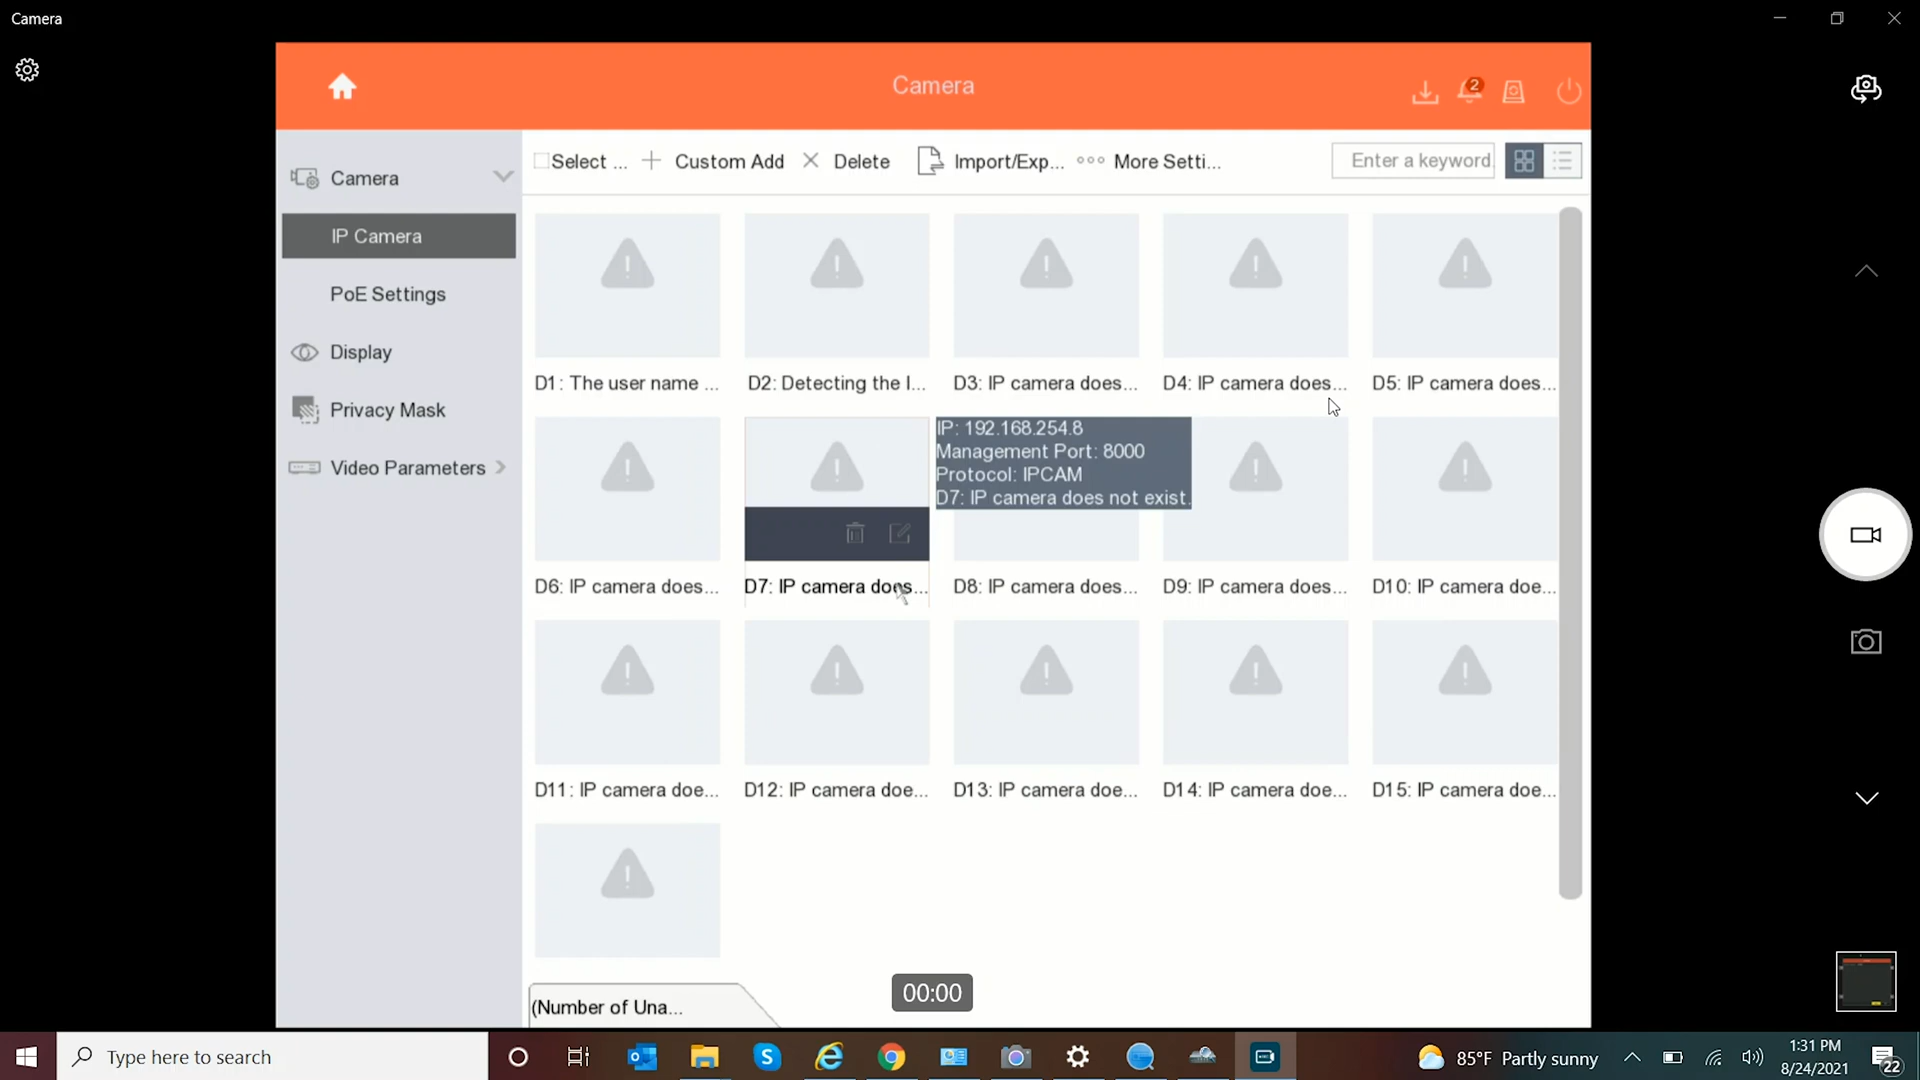 Camera
Camera
2
Camera
IP Camera
PoE Settings
Display
Privacy Mask
Video Parameters
Select ...
Custom Add
Delete
Import/Exp...
More Setti...
Enter a keyword
D1: The user name ...
D2: Detecting the I...
D3: IP camera does...
D4: IP camera does...
D5: IP camera does...
IP: 192.168.254.8
Management Port: 8000
Protocol: IPCAM
D7: IP camera does not exist.
D6: IP camera does...
D7: IP camera does...
D8: IP camera does...
D9: IP camera does...
D10: IP camera doe...
D11: IP camera doe...
D12: IP camera doe...
D13: IP camera doe...
D14: IP camera doe...
D15: IP camera doe...
(Number of Una...
00:00
Type here to search
85°F Partly sunny
1:31 PM
8/24/2021
22